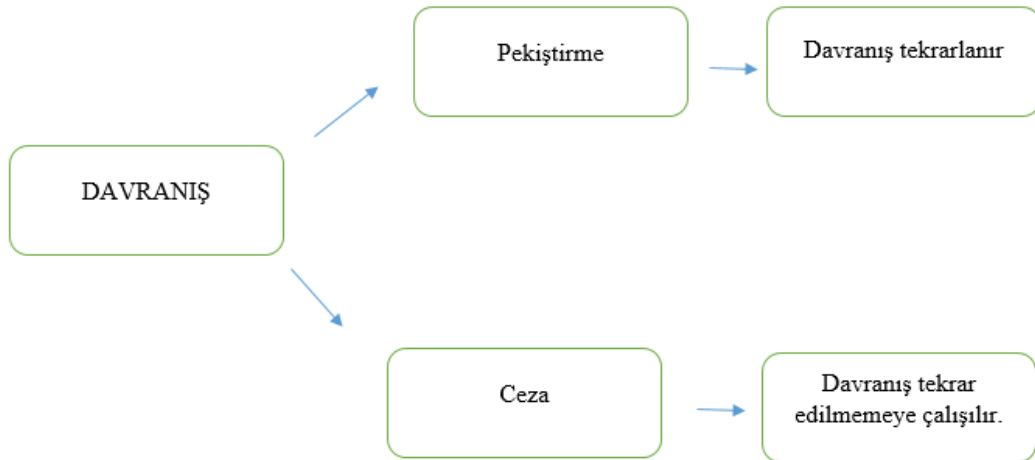 Pekiştirme
Davranış tekrarlanır
DAVRANIŞ
Ceza
Davranış tekrar
edilmemeye çalışılır.